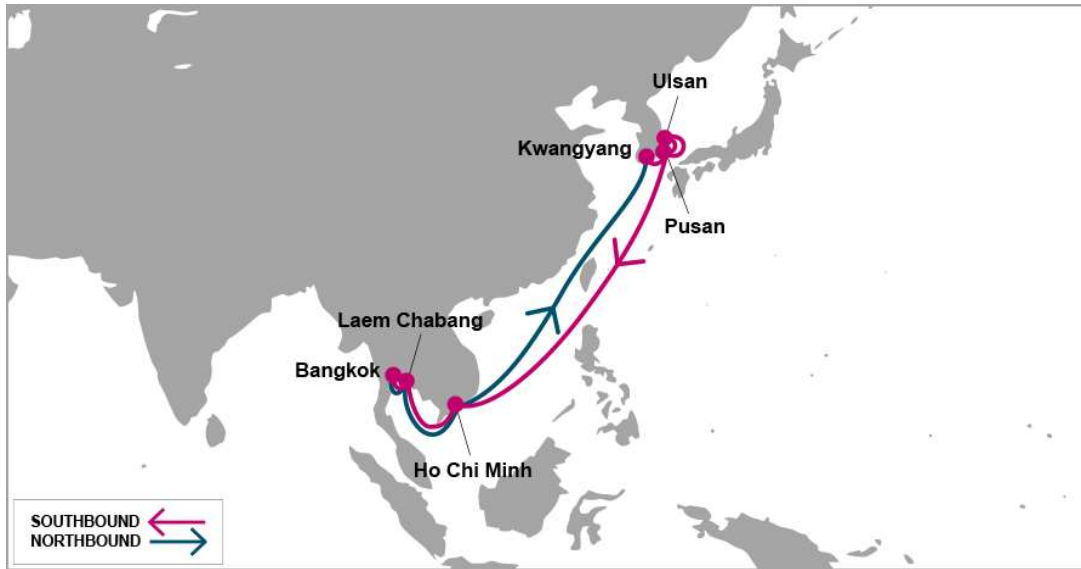 Ulsan
Kwangyang
Pusan
Laem Chabang
Bangkok
Ho Chi Minh
SOUTHBOUND
NORTHBOUND